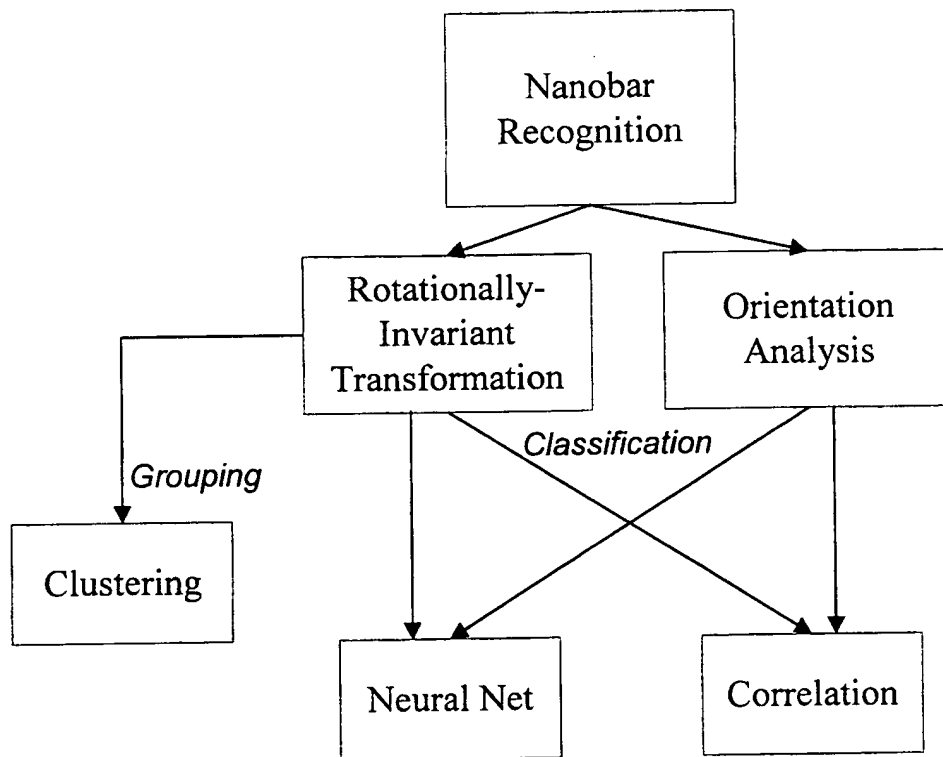 Nanobar
Recognition
Rotationally-
Invariant
Transformation
Orientation
Analysis
Classification
Grouping
Clustering
Neural Net
Correlation